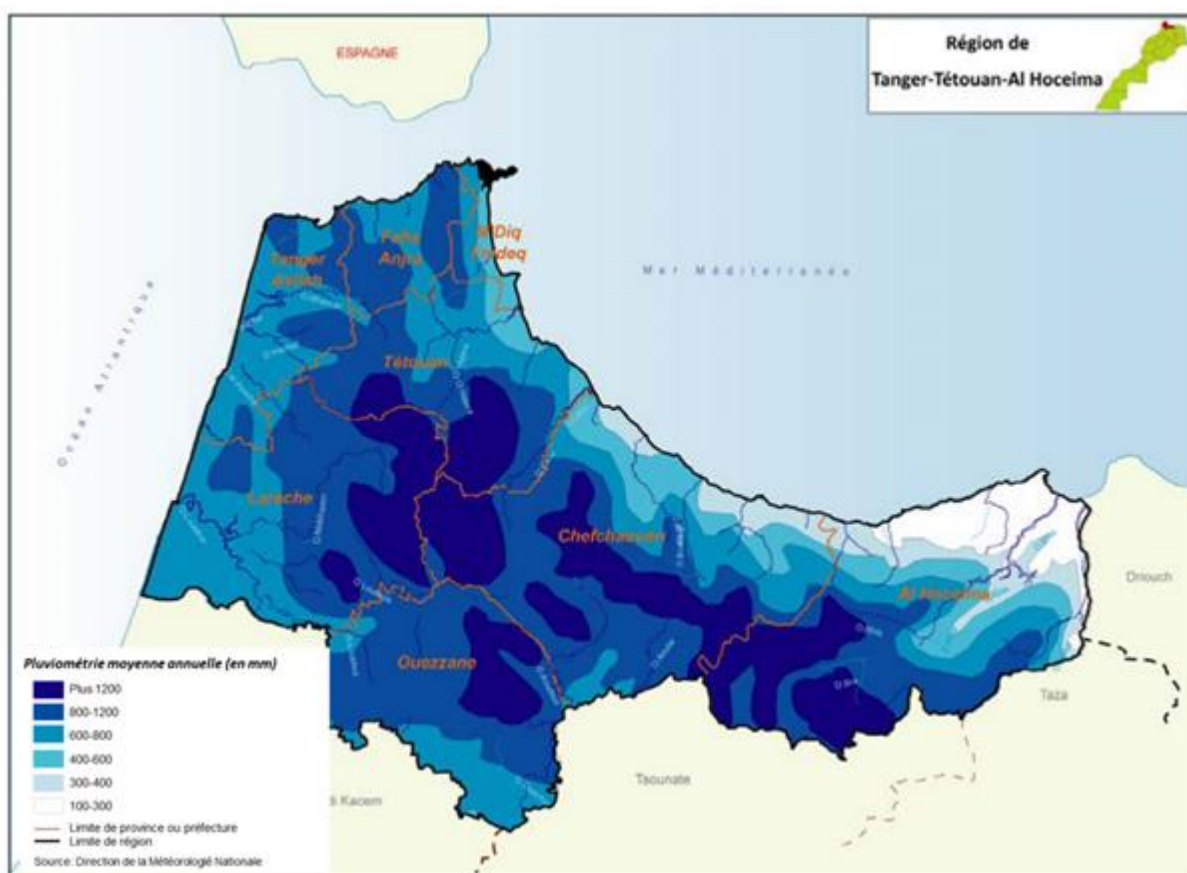 Région de
Tanger-Tétouan-Al Hoceima
ESPAGNE
Mer Méditerranée
Océan Atlantique
Tanger
Assilah
Fahs
Anjra
M'Diq
Fnideq
Tétouan
Larache
Chefchaouen
Al Hoceima
Ouezzane
Driouch
Taza
Taounate
di Kacem
Pluviométrie moyenne annuelle (en mm)
Plus 1200
800-1200
600-800
400-600
300-400
100-300
Limite de province ou préfecture
Limite de région
Source: Direction de la Météorologie Nationale